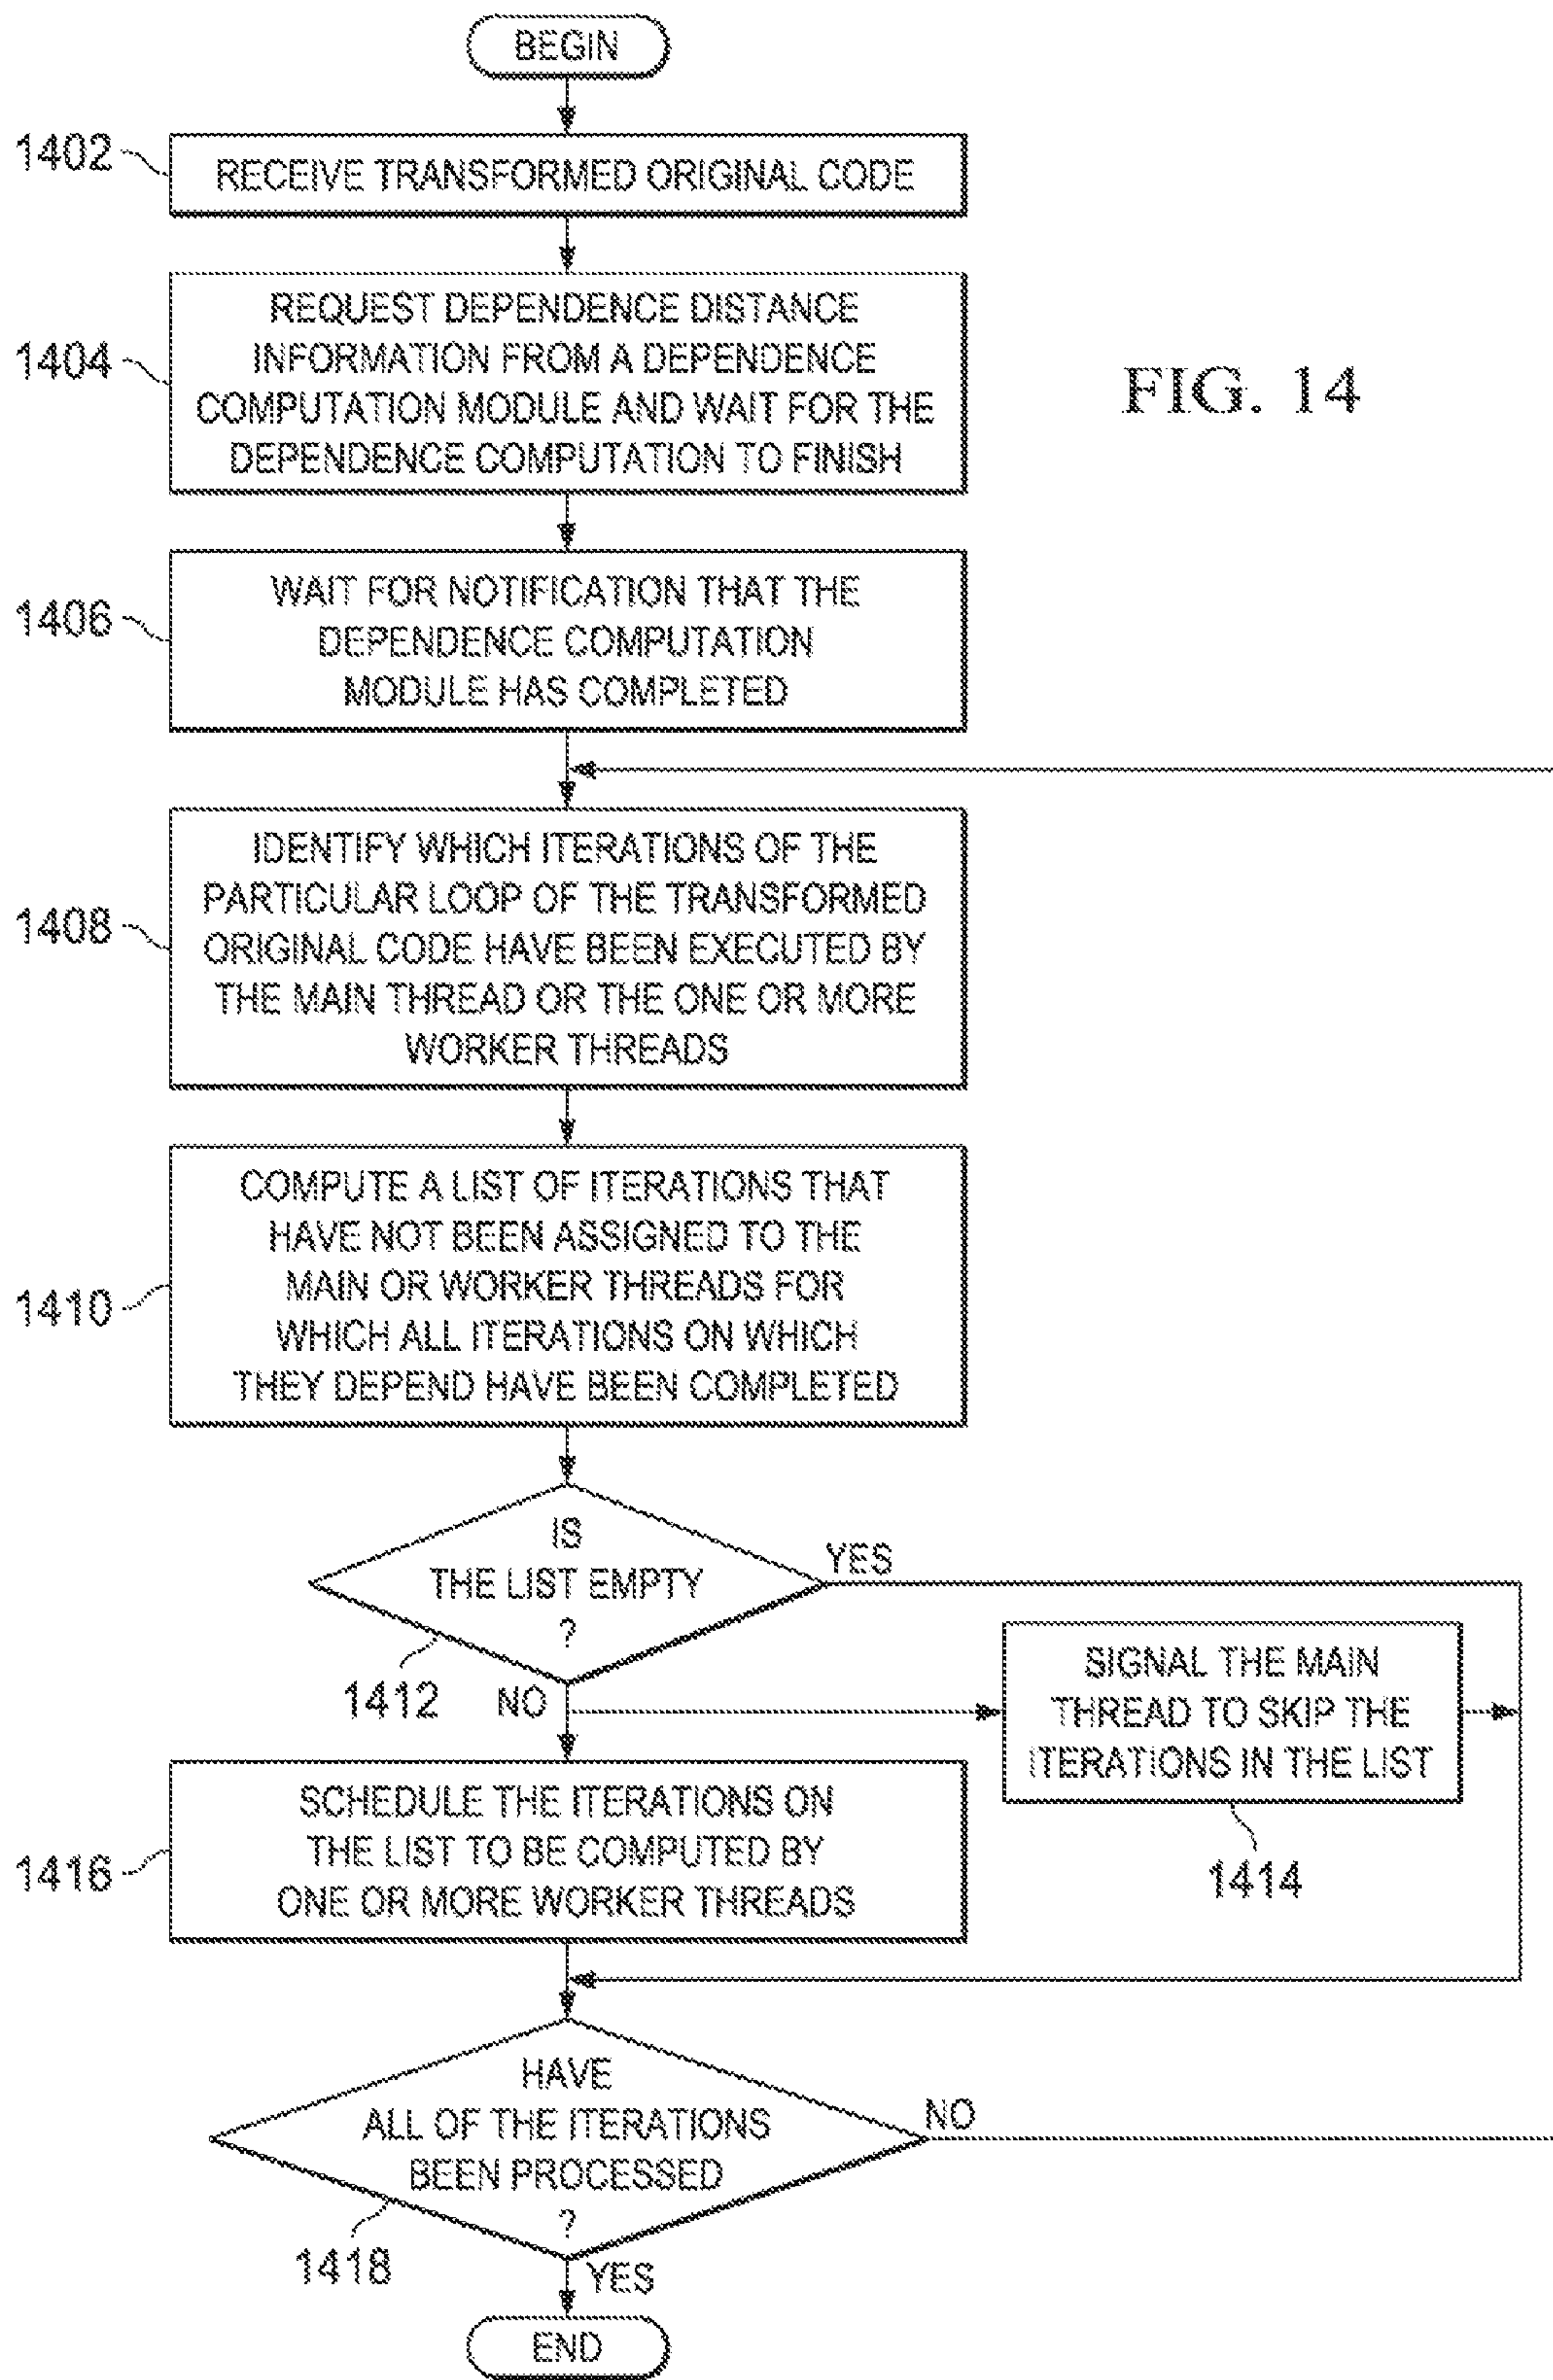 BEGIN
1402
RECEIVE TRANSFORMED ORIGINAL CODE
1404
REQUEST DEPENDENCE DISTANCE
INFORMATION FROM A DEPENDENCE
COMPUTATION MODULE AND WAIT FOR THE
DEPENDENCE COMPUTATION TO FINISH
FIG. 14
1406
WAIT FOR NOTIFICATION THAT THE
DEPENDENCE COMPUTATION
MODULE HAS COMPLETED
1408
IDENTIFY WHICH ITERATIONS OF THE
PARTICULAR LOOP OF THE TRANSFORMED
ORIGINAL CODE HAVE BEEN EXECUTED BY
THE MAIN THREAD OR THE ONE OR MORE
WORKER THREADS
1410
COMPUTE A LIST OF ITERATIONS THAT
HAVE NOT BEEN ASSIGNED TO THE
MAIN OR WORKER THREADS FOR
WHICH ALL ITERATIONS ON WHICH
THEY DEPEND HAVE BEEN COMPLETED
IS
THE LIST EMPTY
?
YES
1412
NO
SIGNAL THE MAIN
THREAD TO SKIP THE
ITERATIONS IN THE LIST
1414
1416
SCHEDULE THE ITERATIONS ON
THE LIST TO BE COMPUTED BY
ONE OR MORE WORKER THREADS
HAVE
ALL OF THE ITERATIONS
BEEN PROCESSED
?
NO
1418
YES
END